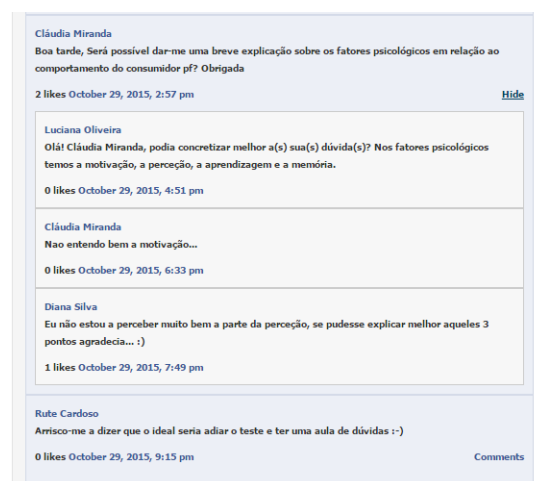 Cláudia Miranda
Boa tarde, Será possível dar-me uma breve explicação sobre os fatores psicológicos em relação ao
comportamento do consumidor pf? Obrigada
2 likes October 29, 2015, 2:57 pm Hide
Luciana Oliveira
Olá! Cláudia Miranda, podia concretizar melhor a(s) sua(s) dúvida(s)? Nos fatores psicológicos
temos a motivação, a perceção, a aprendizagem e a memória.
0 likes October 29, 2015, 4:51 pm
Cláudia Miranda
Nao entendo bem a motivação...
0 likes October 29, 2015, 6:33 pm
Diana Silva
Eu não estou a perceber muito bem a parte da perceção, se pudesse explicar melhor aqueles 3
pontos agradecia... :)
1 likes October 29, 2015, 7:49 pm
Rute Cardoso
Arrisco-me a dizer que o ideal seria adiar o teste e ter uma aula de dúvidas :-)
0 likes October 29, 2015, 9:15 pm Comments